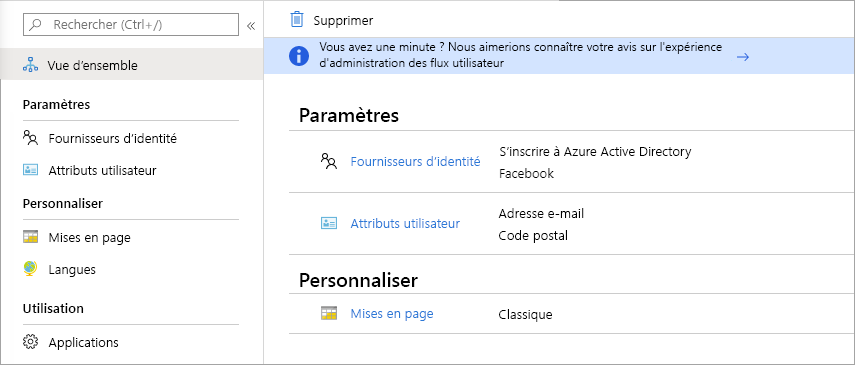 Rechercher (Ctrl+/)
«
Vue d'ensemble
Paramètres
Fournisseurs d'identité
Attributs utilisateur
Personnaliser
Mises en page
Langues
Utilisation
Applications
Supprimer
Vous avez une minute ? Nous aimerions connaître votre avis sur l'expérience
d'administration des flux utilisateur
Paramètres
Fournisseurs d'identité
S'inscrire à Azure Active Directory
Facebook
Attributs utilisateur
Adresse e-mail
Code postal
Personnaliser
Mises en page
Classique